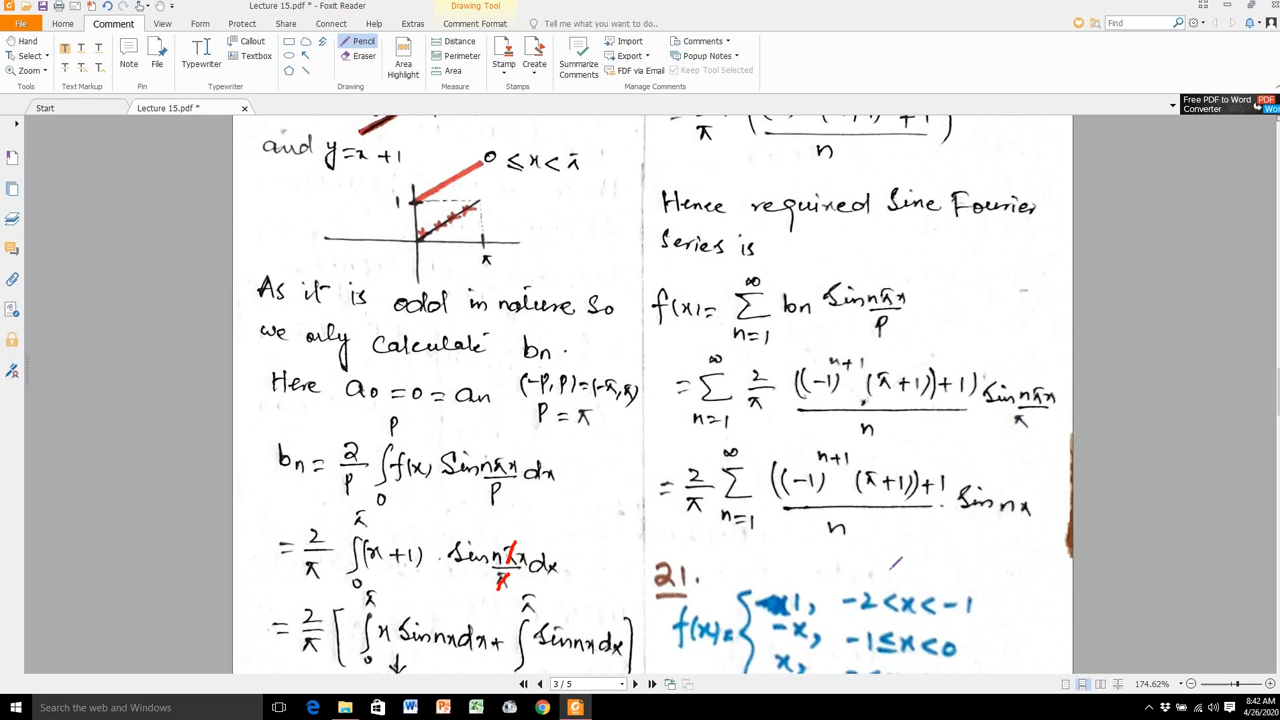 Lecture 15.pdf * - Foxit Reader
Drawing Tool
File Home Comment View Form Protect Share Connect Help Extras Comment Format Tell me what you want to do... Find
Hand
Select
Zoom
Tools
Text Markup
Note
File
Pin
Typewriter
Callout
Textbox
Typewriter
Pencil
Eraser
Drawing
Area Highlight
Distance
Perimeter
Area
Measure
Stamp
Create
Stamps
Summarize Comments
Import
Export
FDF via Email
Comments
Popup Notes
Keep Tool Selected
Manage Comments
Start
Lecture 15.pdf *
Free PDF to Word Converter
PDF
and y=x+1
0 ≤ x < π
1
π
As it is odd in nature so
we only calculate bn.
Here a0 = 0 = an (-P, P) = (-π, π)
P = π
bn = 2/P ∫0^P f(x) Sin nπx/P dx
= 2/π ∫0^π (x+1) . Sin nπx/π dx
= 2/π [ ∫0^π x Sin nx dx + ∫^π Sin nx dx ]
Hence required Sine Fourier
Series is
f(x) = ∑n=1^∞ bn Sin nπx/P
= ∑n=1^∞ 2/π ((-1)^n+1 (π+1))+1)/n Sin nπx/π
= 2/π ∑n=1^∞ ((-1)^n+1 (π+1))+1/n . Sin nx
21.
f(x) = { 1, -2 < x < -1
-x, -1 ≤ x < 0
x,
3 / 5
174.62%
Search the web and Windows
8:42 AM
4/26/2020